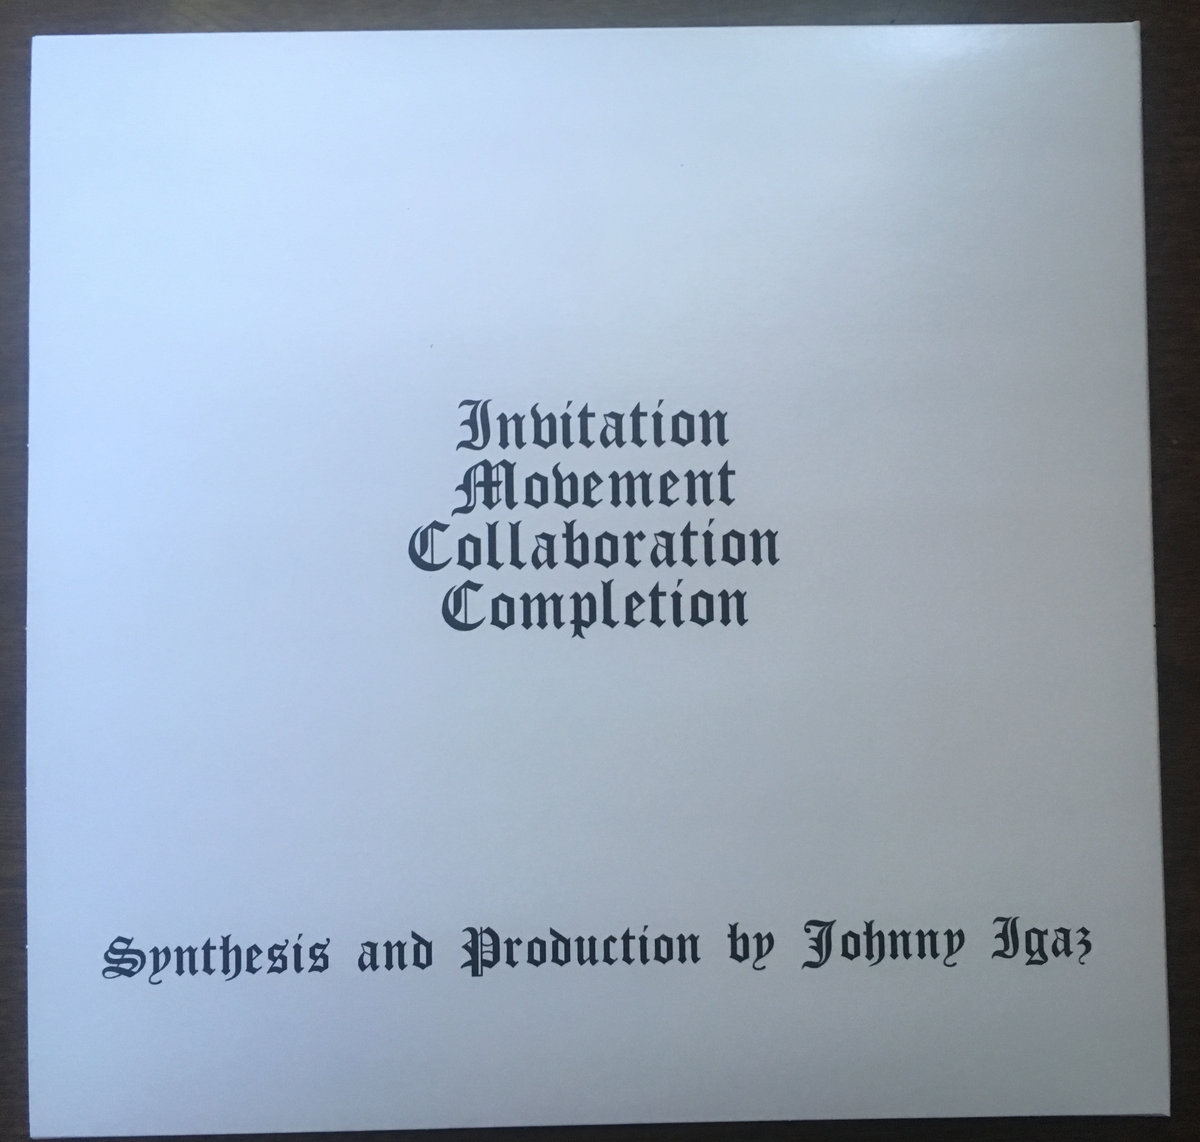 Invitation
Movement
Collaboration
Completion
Synthesis and Production by Johnny Igaz